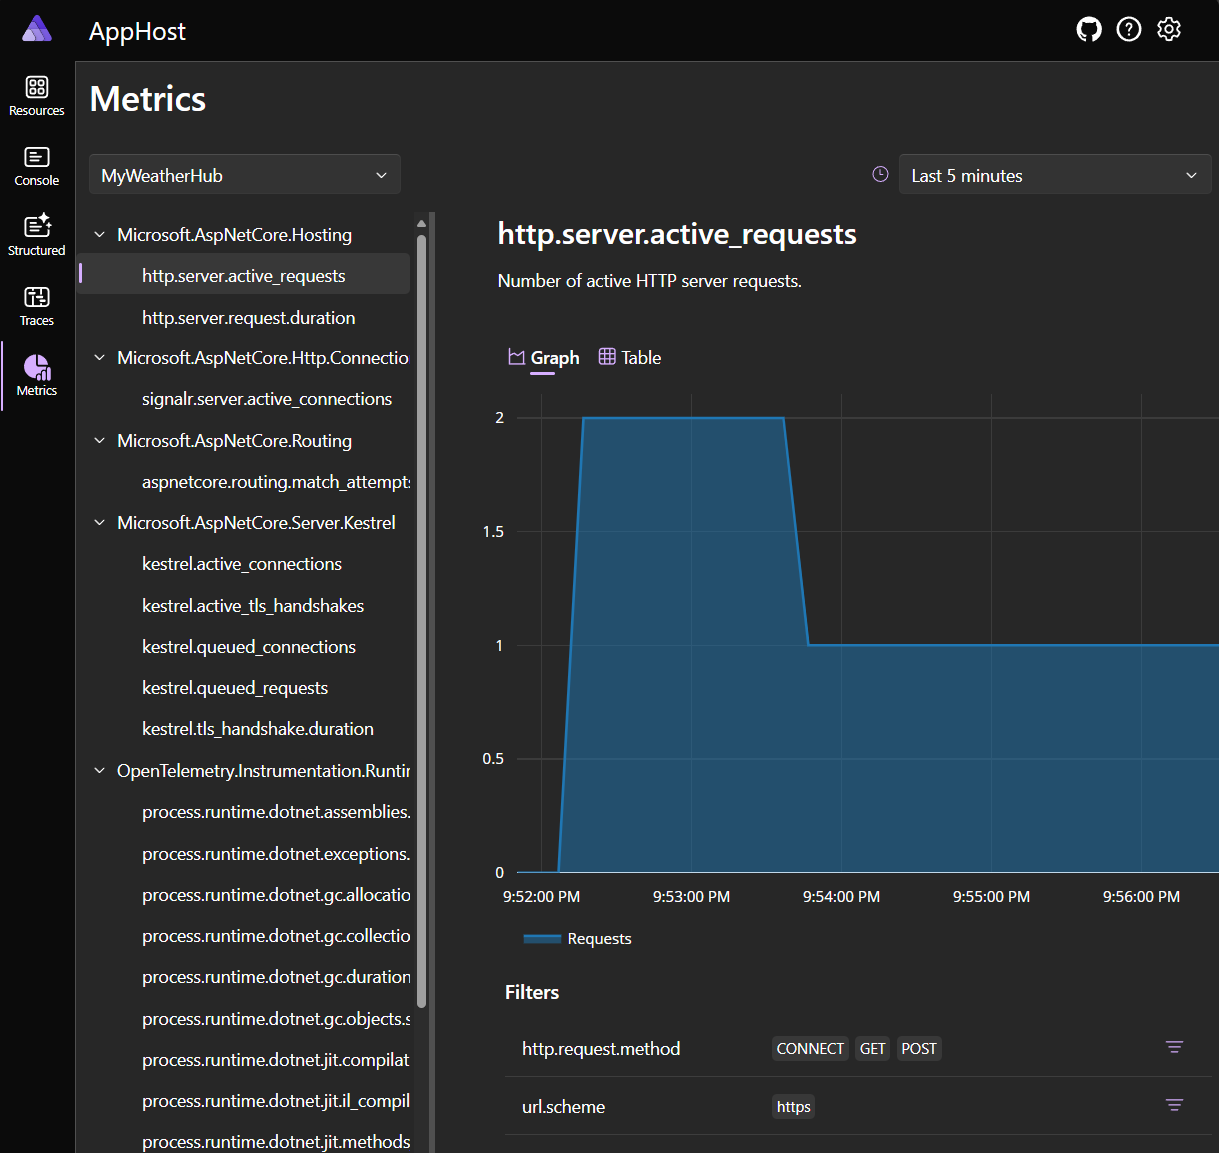 AppHost
Resources
Console
Structured
Traces
Metrics
Metrics
MyWeatherHub
Last 5 minutes
Microsoft.AspNetCore.Hosting
http.server.active_requests
http.server.request.duration
Microsoft.AspNetCore.Http.Connectio
signalr.server.active_connections
Microsoft.AspNetCore.Routing
aspnetcore.routing.match_attempts
Microsoft.AspNetCore.Server.Kestrel
kestrel.active_connections
kestrel.active_tls_handshakes
kestrel.queued_connections
kestrel.queued_requests
kestrel.tls_handshake.duration
OpenTelemetry.Instrumentation.Runtim
process.runtime.dotnet.assemblies.
process.runtime.dotnet.exceptions.
process.runtime.dotnet.gc.allocatio
process.runtime.dotnet.gc.collectio
process.runtime.dotnet.gc.duration
process.runtime.dotnet.gc.objects.s
process.runtime.dotnet.jit.compilat
process.runtime.dotnet.jit.il_compil
process.runtime.dotnet.jit.methods
http.server.active_requests
Number of active HTTP server requests.
Graph Table
2
1.5
1
0.5
0
9:52:00 PM 9:53:00 PM 9:54:00 PM 9:55:00 PM 9:56:00 PM
Requests
Filters
http.request.method CONNECT GET POST
url.scheme https